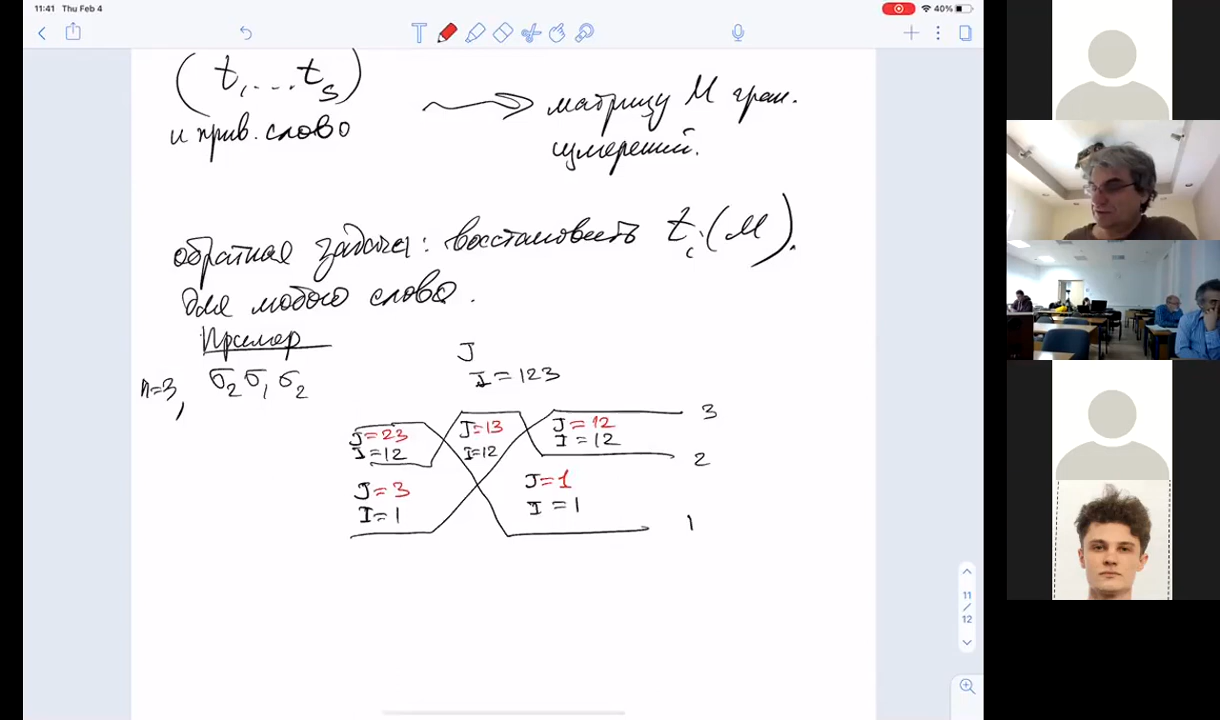 11:41 Thu Feb 4
40%
(t₁...tₛ)
и прив. слово
матрицу M гран.
измерений.
обратная задача: восстановить tᵢ(M).
для любого слова.
Пример
n=3, σ₂σ₁σ₂
J
I=123
J=23
I=12
J=13
I=12
J=12
I=12
3
2
J=3
I=1
J=1
I=1
1
11
/
12